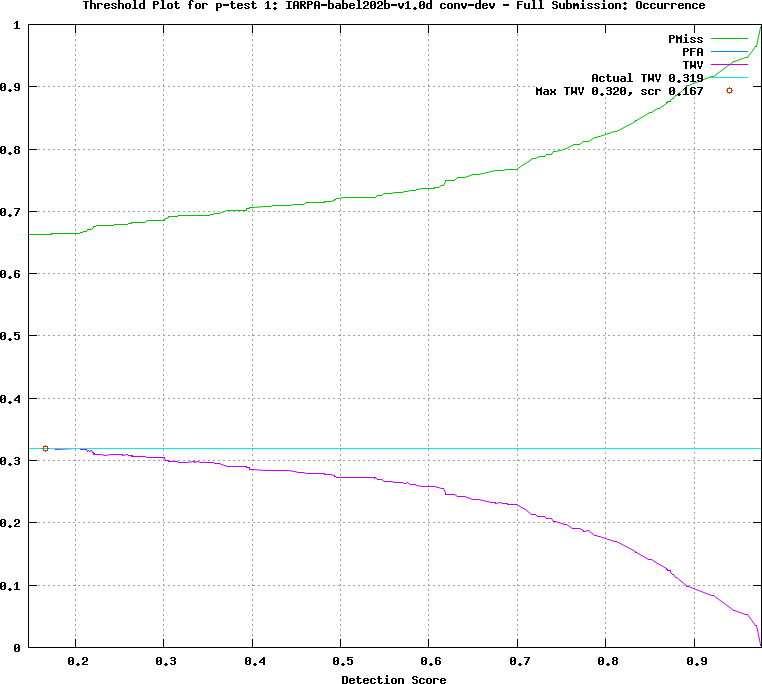 Threshold Plot for p-test 1: IARPA-babel202b-v1.0d conv-dev - Full Submission: Occurrence
1
PMiss
PFA
TWV
Actual TWV 0.319
0.9
Max TWV 0.320, scr 0.167
0.8
0.7
0.6
0.5
0.4
0.3
0.2
0.1
0
0.2 0.3 0.4 0.5 0.6 0.7 0.8 0.9
Detection Score